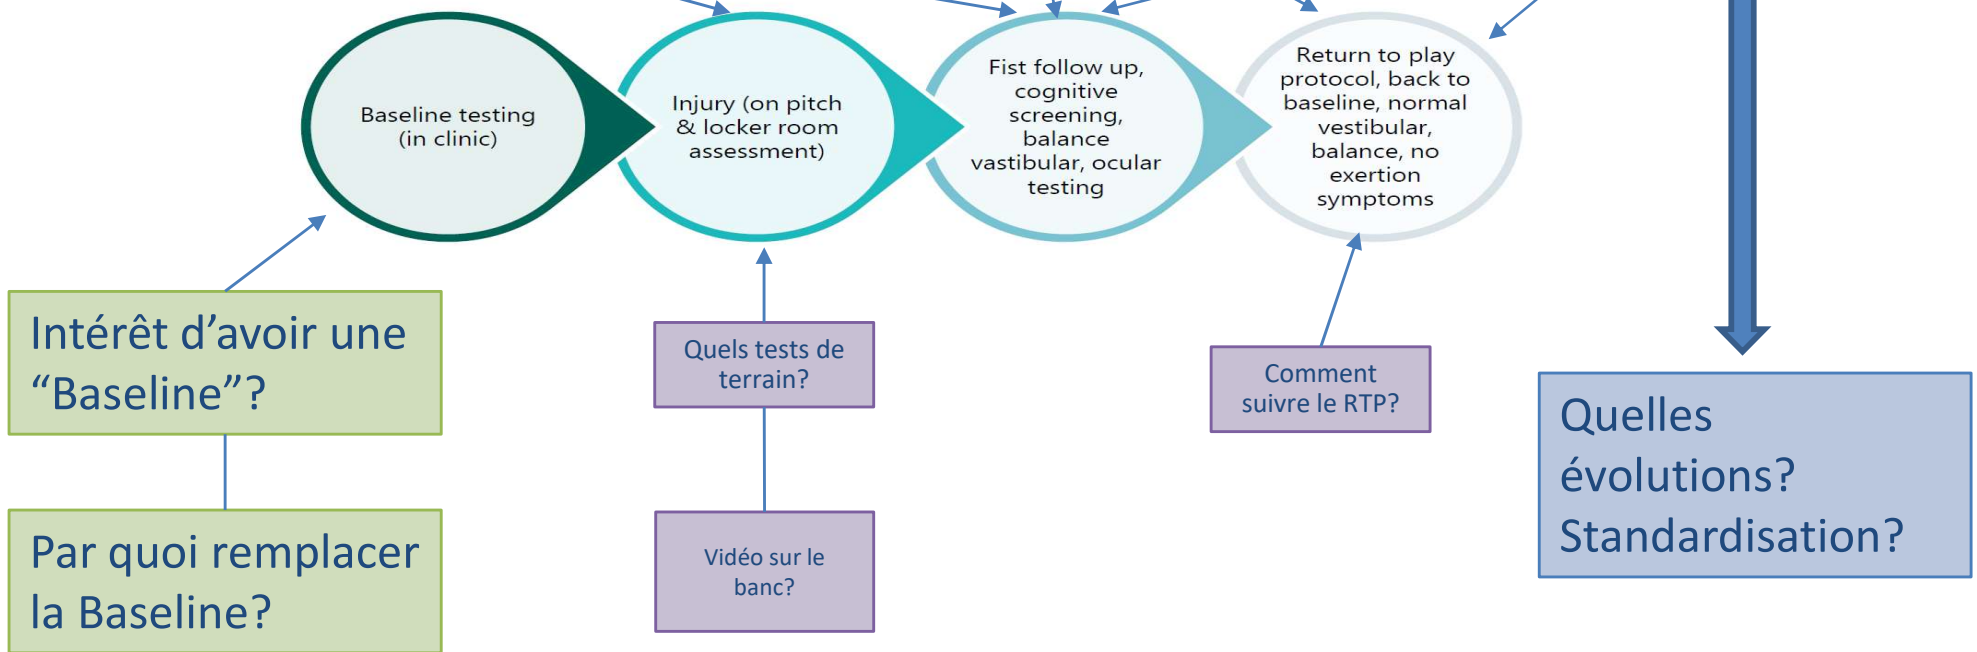 Baseline testing
(in clinic)
Injury (on pitch
& locker room
assessment)
Fist follow up,
cognitive
screening,
balance
vastibular, ocular
testing
Return to play
protocol, back to
baseline, normal
vestibular,
balance, no
exertion
symptoms
Intérêt d’avoir une
“Baseline”?
Par quoi remplacer
la Baseline?
Quels tests de
terrain?
Vidéo sur le
banc?
Comment
suivre le RTP?
Quelles
évolutions?
Standardisation?